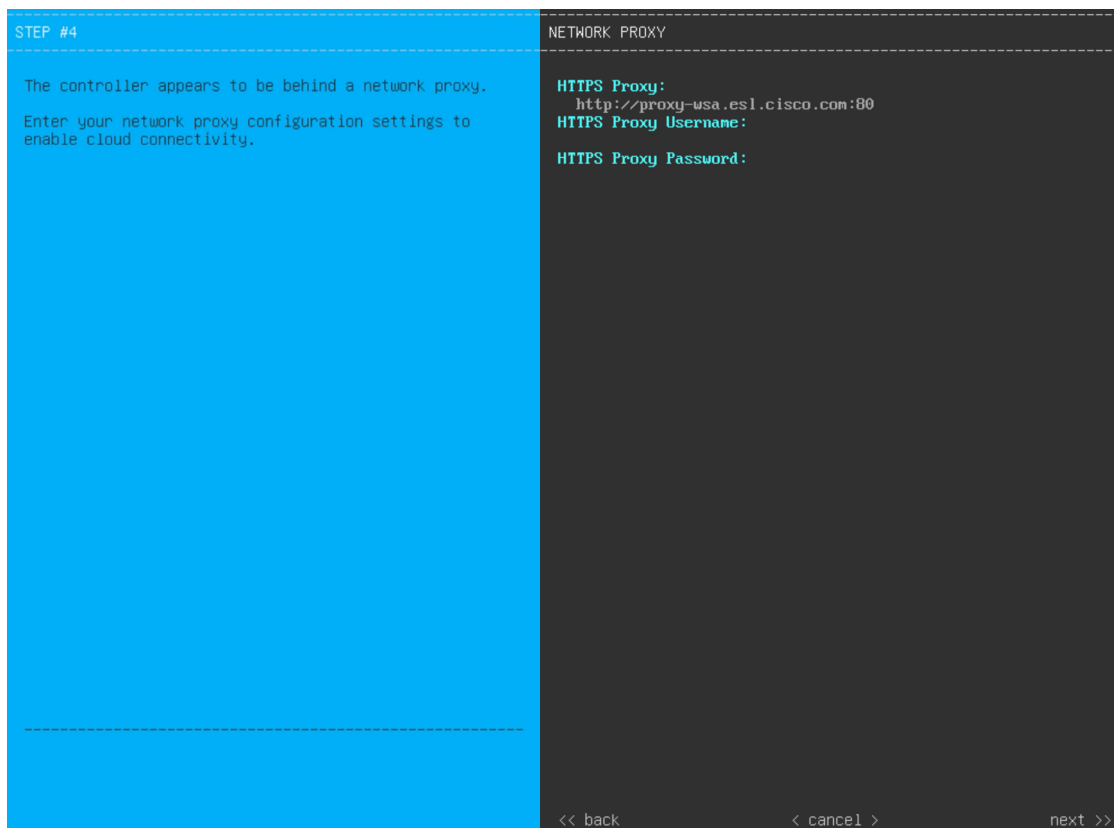 STEP #4
The controller appears to be behind a network proxy.
Enter your network proxy configuration settings to
enable cloud connectivity.
NETWORK PROXY
HTTPS Proxy:
http://proxy-wsa.esl.cisco.com:80
HTTPS Proxy Username:
HTTPS Proxy Password:
<< back
< cancel >
next >>